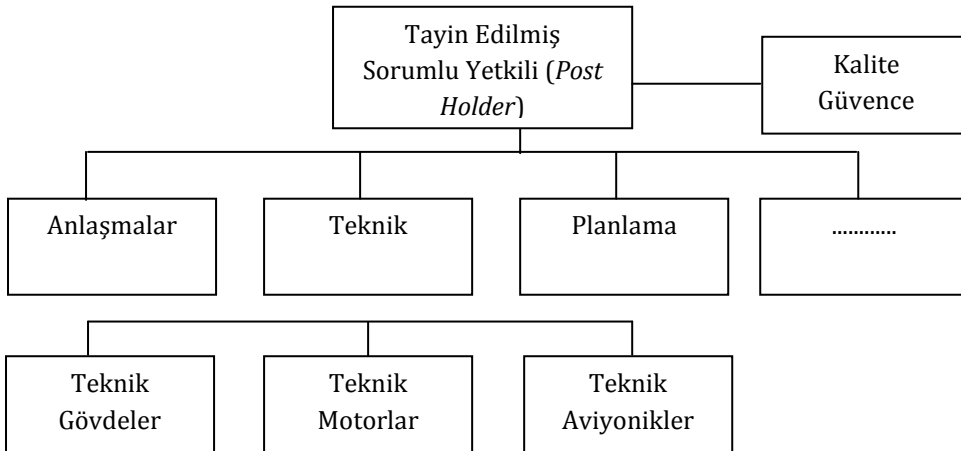 Tayin Edilmiş
Sorumlu Yetkili (Post
Holder)
Kalite
Güvence
Anlaşmalar
Teknik
Planlama
............
Teknik
Gövdeler
Teknik
Motorlar
Teknik
Aviyonikler